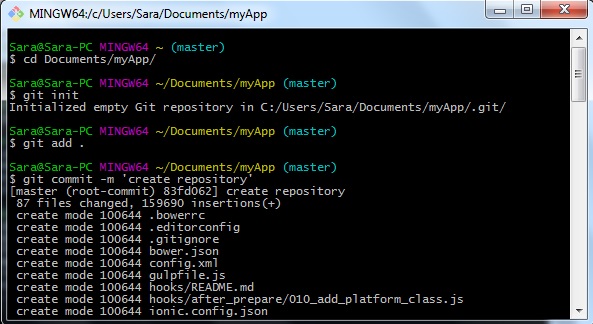 MINGW64:/c/Users/Sara/Documents/myApp
Sara@Sara-PC MINGW64 ~ (master)
$ cd Documents/myApp/
Sara@Sara-PC MINGW64 ~/Documents/myApp (master)
$ git init
Initialized empty Git repository in C:/Users/Sara/Documents/myApp/.git/
Sara@Sara-PC MINGW64 ~/Documents/myApp (master)
$ git add .
Sara@Sara-PC MINGW64 ~/Documents/myApp (master)
$ git commit -m 'create repository'
[master (root-commit) 83fd062] create repository
87 files changed, 159690 insertions(+)
create mode 100644 .bowerrc
create mode 100644 .editorconfig
create mode 100644 .gitignore
create mode 100644 bower.json
create mode 100644 config.xml
create mode 100644 gulpfile.js
create mode 100644 hooks/README.md
create mode 100644 hooks/after_prepare/010_add_platform_class.js
create mode 100644 ionic.config.json